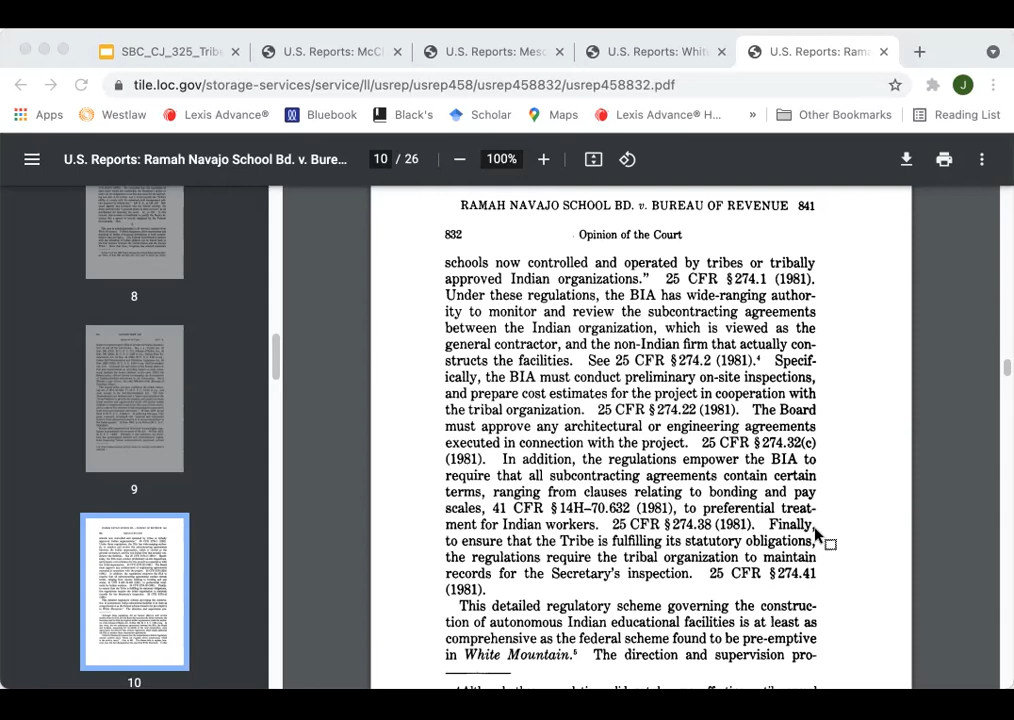 SBC_CJ_325_Tribe
U.S. Reports: McC
U.S. Reports: Mesc
U.S. Reports: Whit
U.S. Reports: Ram
tile.loc.gov/storage-services/service/ll/usrep/usrep458/usrep458832/usrep458832.pdf
J
Apps
Westlaw
Lexis Advance®
Bluebook
Black's
Scholar
Maps
Lexis Advance® H...
»
Other Bookmarks
Reading List
U.S. Reports: Ramah Navajo School Bd. v. Bure...
10 / 26
100%
8
9
10
RAMAH NAVAJO SCHOOL BD. v. BUREAU OF REVENUE 841
832 Opinion of the Court
schools now controlled and operated by tribes or tribally
approved Indian organizations." 25 CFR § 274.1 (1981).
Under these regulations, the BIA has wide-ranging author-
ity to monitor and review the subcontracting agreements
between the Indian organization, which is viewed as the
general contractor, and the non-Indian firm that actually con-
structs the facilities. See 25 CFR § 274.2 (1981).⁴ Specif-
ically, the BIA must conduct preliminary on-site inspections,
and prepare cost estimates for the project in cooperation with
the tribal organization. 25 CFR § 274.22 (1981). The Board
must approve any architectural or engineering agreements
executed in connection with the project. 25 CFR § 274.32(c)
(1981). In addition, the regulations empower the BIA to
require that all subcontracting agreements contain certain
terms, ranging from clauses relating to bonding and pay
scales, 41 CFR § 14H–70.632 (1981), to preferential treat-
ment for Indian workers. 25 CFR § 274.38 (1981). Finally,
to ensure that the Tribe is fulfilling its statutory obligations,
the regulations require the tribal organization to maintain
records for the Secretary's inspection. 25 CFR § 274.41
(1981).
This detailed regulatory scheme governing the construc-
tion of autonomous Indian educational facilities is at least as
comprehensive as the federal scheme found to be pre-emptive
in White Mountain.⁵ The direction and supervision pro-